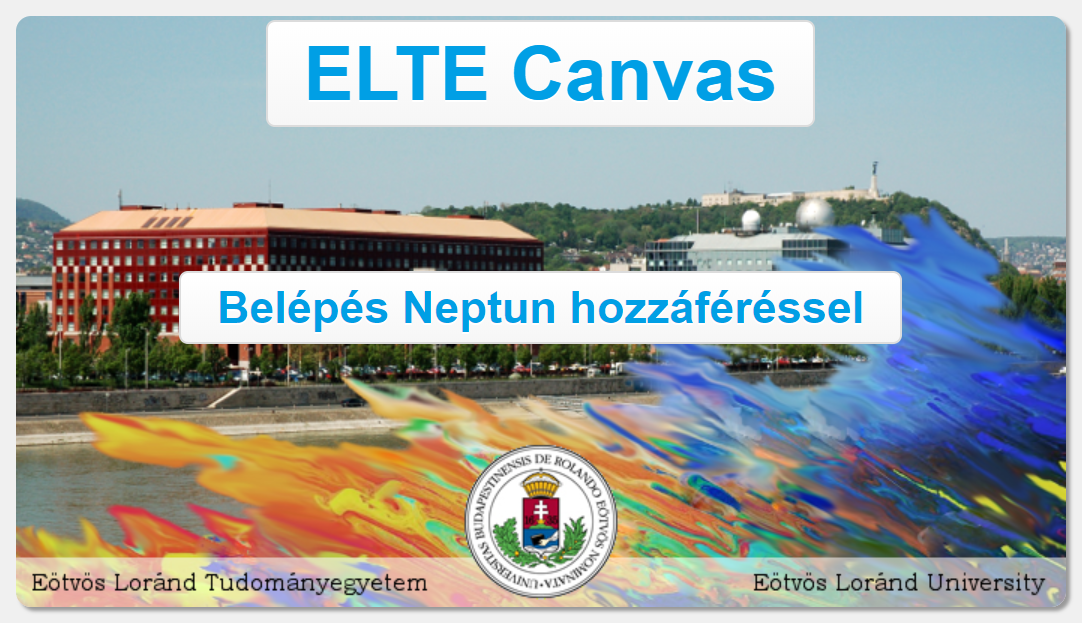 ELTE Canvas
Belépés Neptun hozzáféréssel
UNIVERSITAS BUDAPESTINENSIS DE ROLANDO EÖTVÖS NOMINATA
Eötvös Loránd Tudományegyetem
Eötvös Loránd University